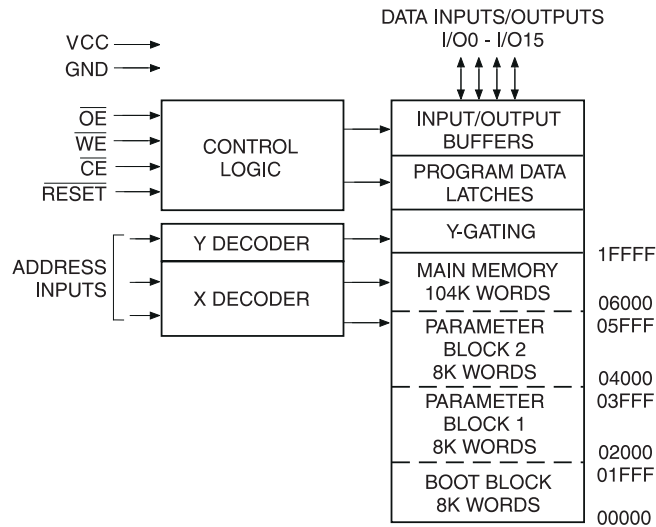 DATA INPUTS/OUTPUTS
I/O0 - I/O15
VCC
GND
OE
WE
CE
RESET
CONTROL
LOGIC
INPUT/OUTPUT
BUFFERS
PROGRAM DATA
LATCHES
ADDRESS
INPUTS
Y DECODER
X DECODER
Y-GATING
1FFFF
MAIN MEMORY
104K WORDS
06000
05FFF
PARAMETER
BLOCK 2
8K WORDS
04000
03FFF
PARAMETER
BLOCK 1
8K WORDS
02000
01FFF
BOOT BLOCK
8K WORDS
00000